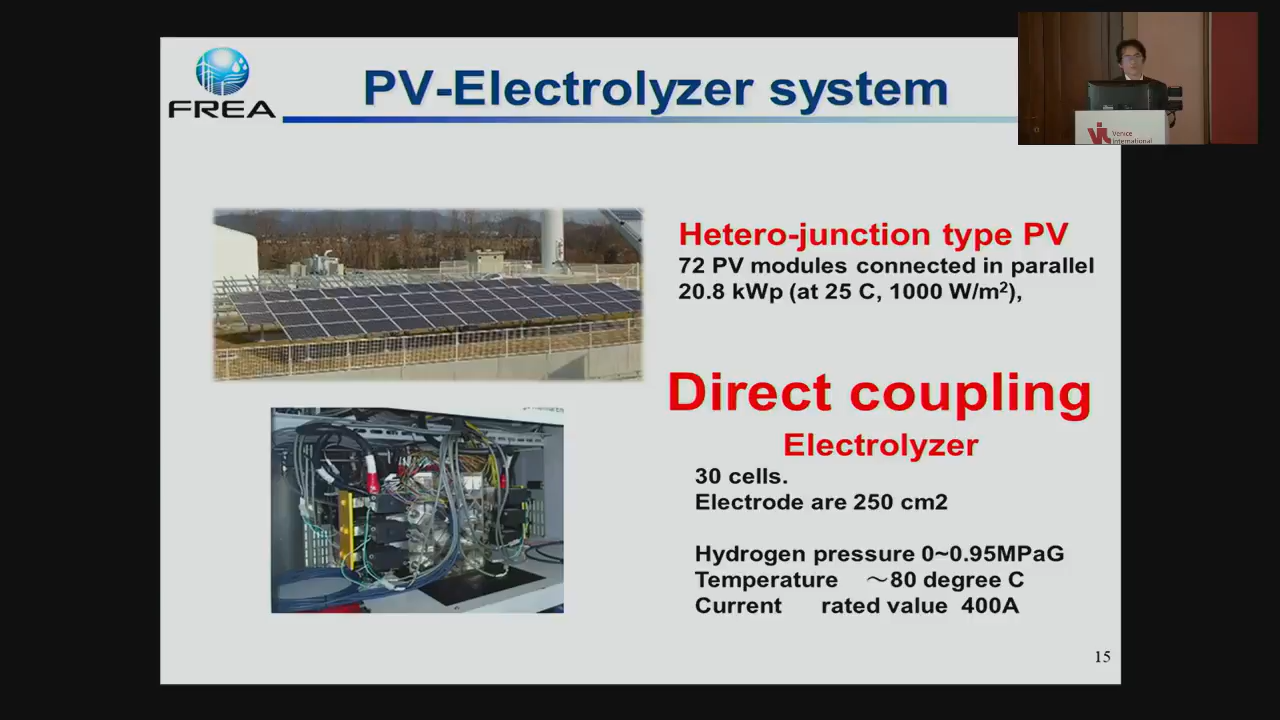 FREA
PV-Electrolyzer system
Venice
International
Hetero-junction type PV
72 PV modules connected in parallel
20.8 kWp (at 25 C, 1000 W/m²),
Direct coupling
Electrolyzer
30 cells.
Electrode are 250 cm2
Hydrogen pressure 0~0.95MPaG
Temperature ～80 degree C
Current rated value 400A
15